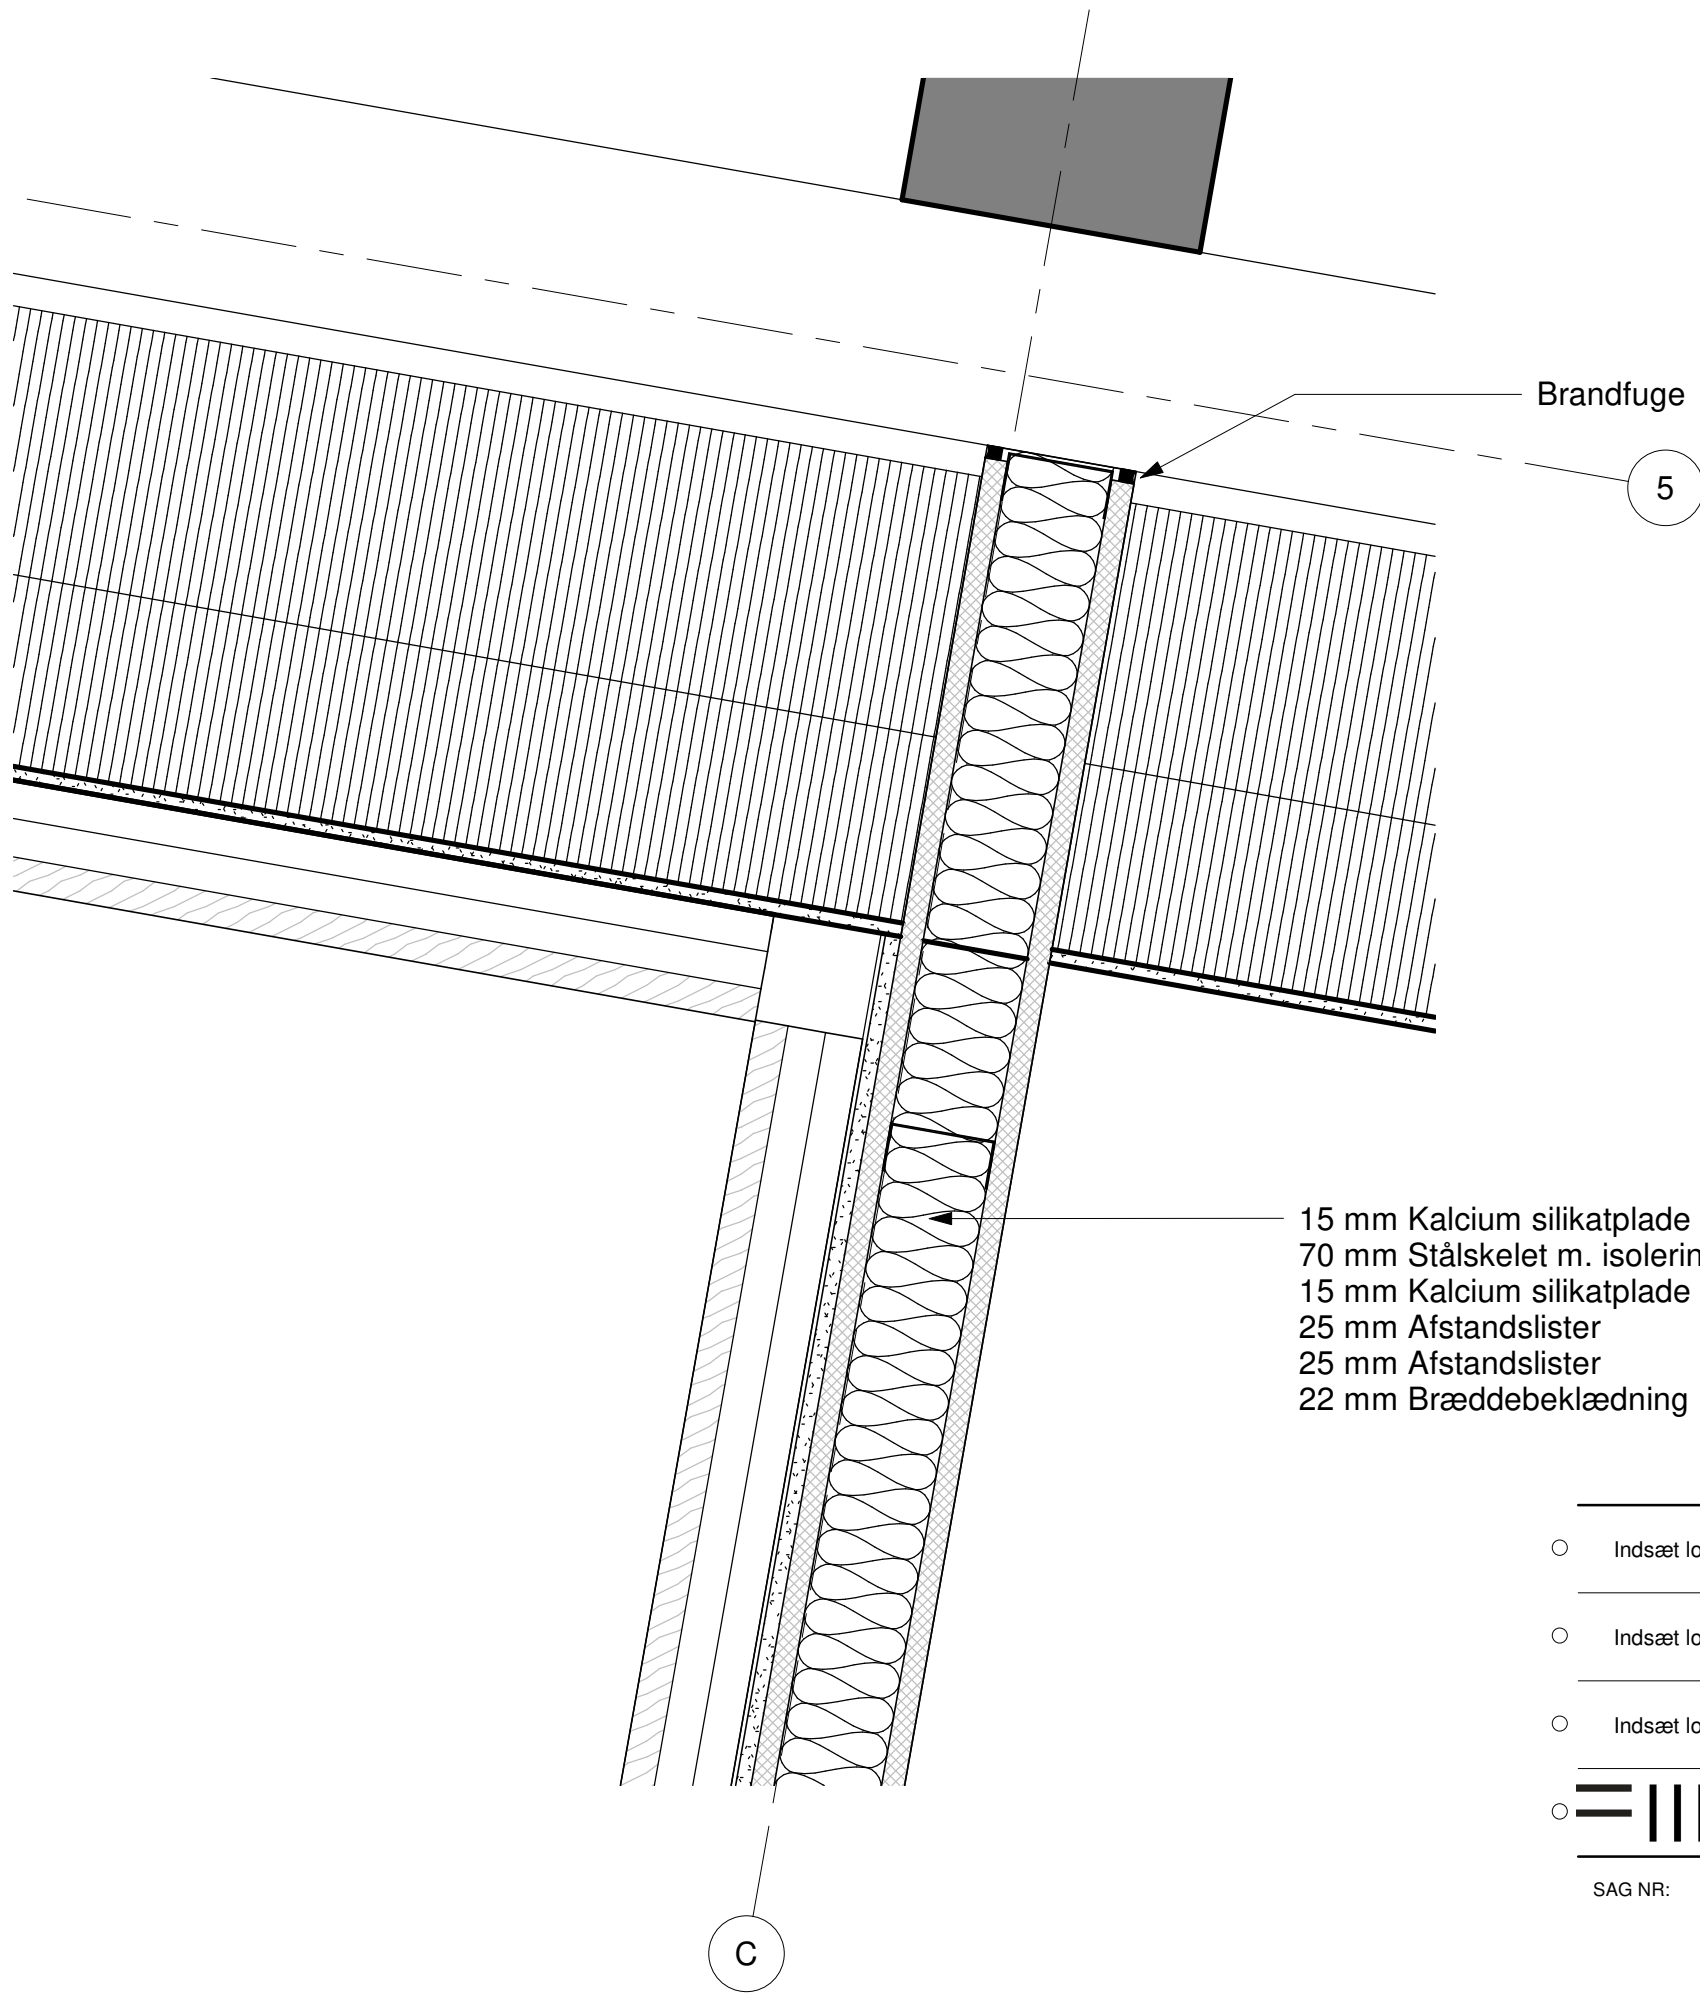 Brandfuge
5
15 mm Kalcium silikatplade
70 mm Stålskelet m. isolerin
15 mm Kalcium silikatplade
25 mm Afstandslister
25 mm Afstandslister
22 mm Bræddebeklædning
Indsæt lo
Indsæt lo
Indsæt lo
SAG NR:
C